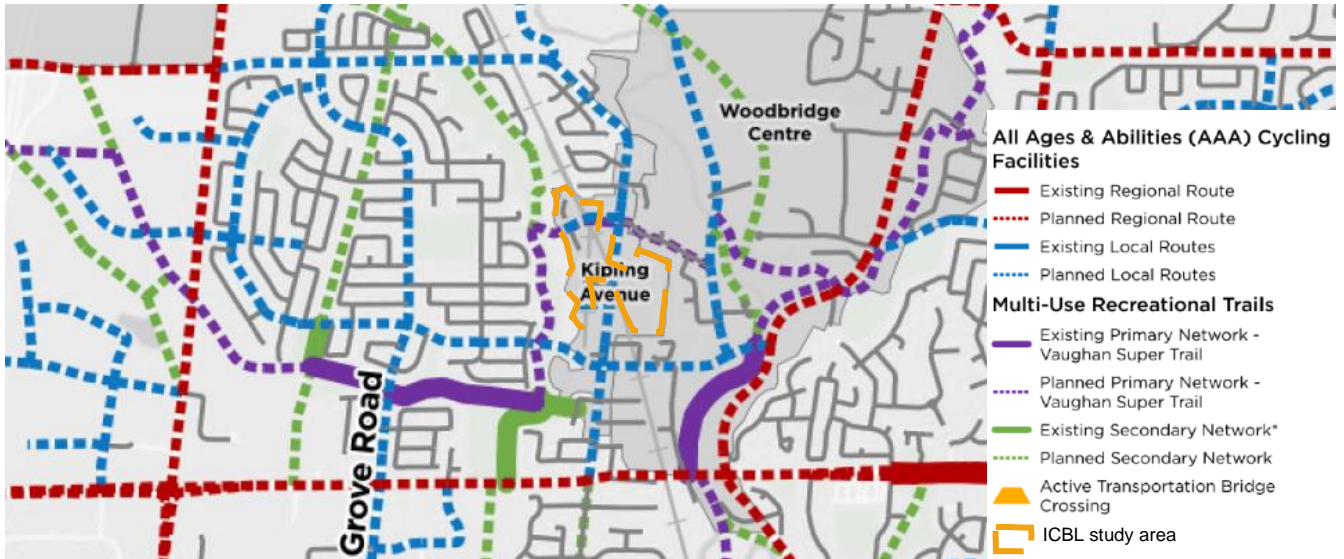 Woodbridge
Centre
Kipling
Avenue
Grove Road
All Ages & Abilities (AAA) Cycling
Facilities
Existing Regional Route
Planned Regional Route
Existing Local Routes
Planned Local Routes
Multi-Use Recreational Trails
Existing Primary Network -
Vaughan Super Trail
Planned Primary Network -
Vaughan Super Trail
Existing Secondary Network*
Planned Secondary Network
Active Transportation Bridge
Crossing
ICBL study area